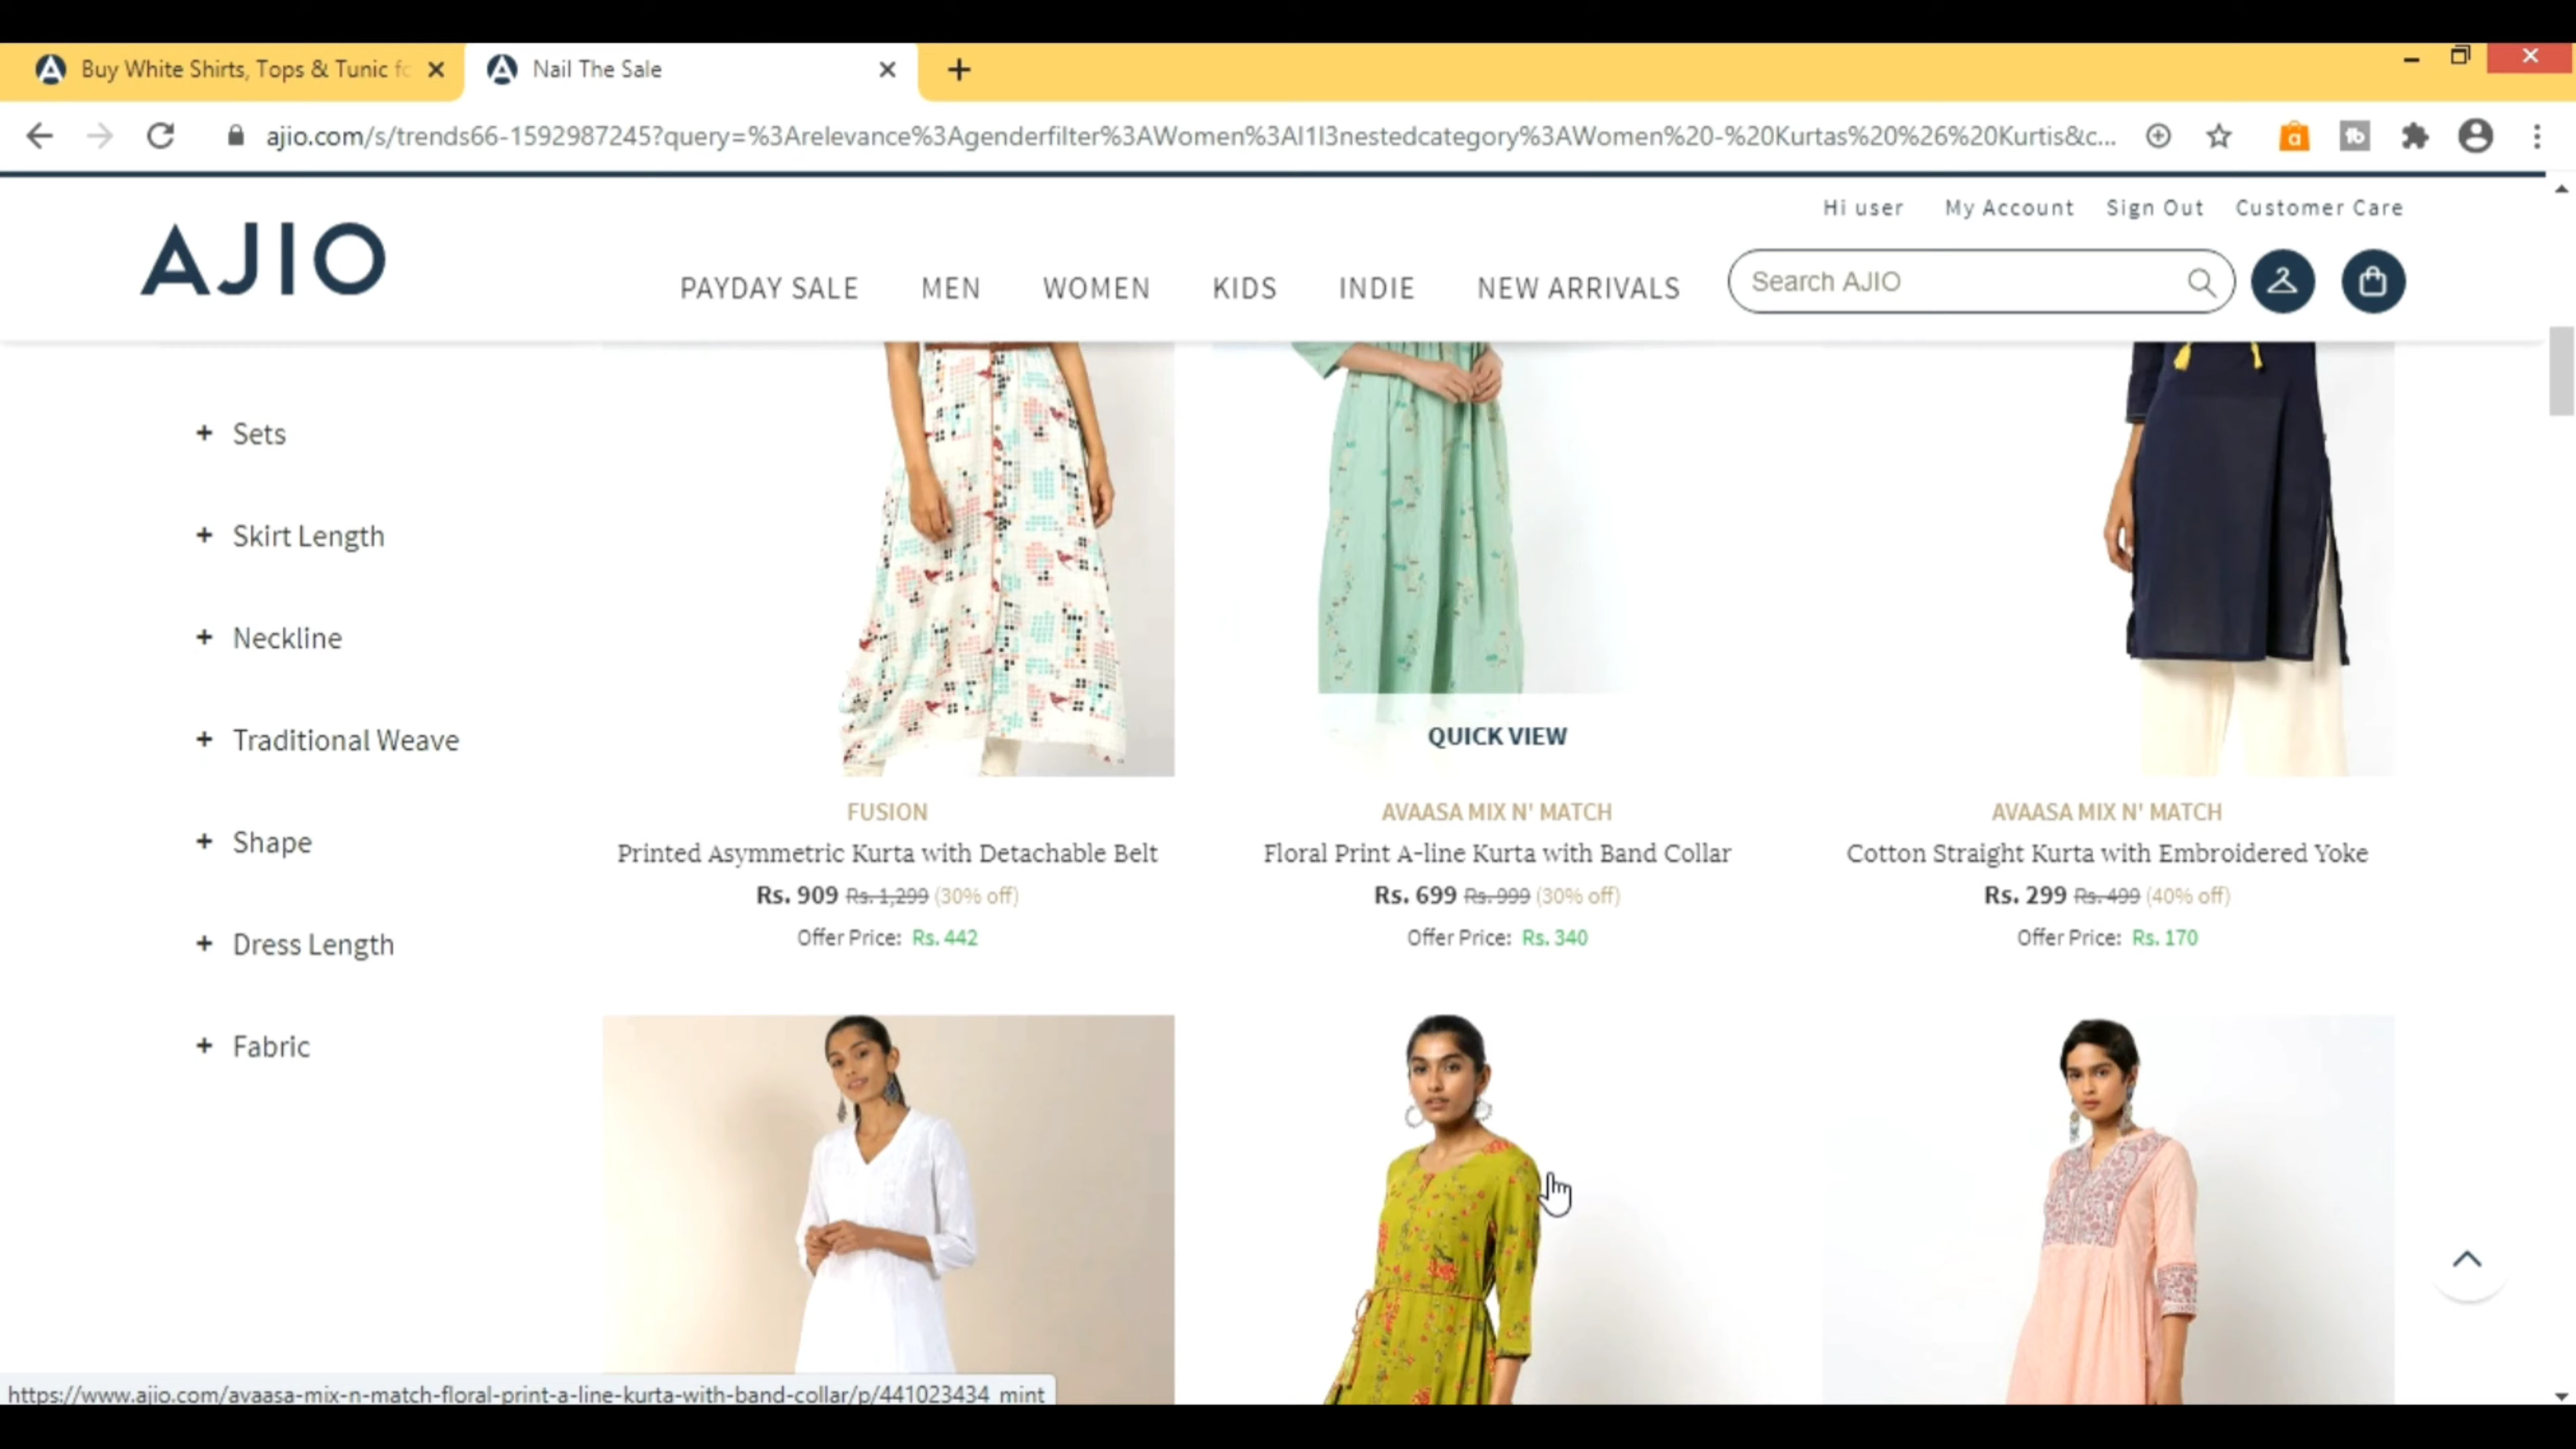 Buy White Shirts, Tops & Tunic fo
Nail The Sale
ajio.com/s/trends66-1592987245?query=%3Arelevance%3Agenderfilter%3AWomen%3Al1l3nestedcategory%3AWomen%20-%20Kurtas%20%26%20Kurtis&c...
Hi user My Account Sign Out Customer Care
AJIO
PAYDAY SALE MEN WOMEN KIDS INDIE NEW ARRIVALS
Search AJIO
+ Sets
+ Skirt Length
+ Neckline
+ Traditional Weave
+ Shape
+ Dress Length
+ Fabric
QUICK VIEW
FUSION
Printed Asymmetric Kurta with Detachable Belt
Rs. 909 Rs. 1,299 (30% off)
Offer Price: Rs. 442
AVAASA MIX N' MATCH
Floral Print A-line Kurta with Band Collar
Rs. 699 Rs. 999 (30% off)
Offer Price: Rs. 340
AVAASA MIX N' MATCH
Cotton Straight Kurta with Embroidered Yoke
Rs. 299 Rs. 499 (40% off)
Offer Price: Rs. 170
https://www.ajio.com/avaasa-mix-n-match-floral-print-a-line-kurta-with-band-collar/p/441023434_mint